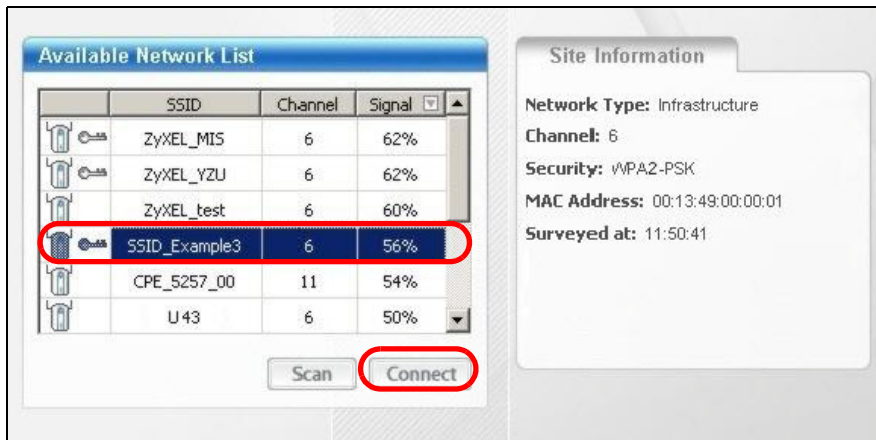 Available Network List
SSID Channel Signal
ZyXEL_MIS 6 62%
ZyXEL_YZU 6 62%
ZyXEL_test 6 60%
SSID_Example3 6 56%
CPE_5257_00 11 54%
U43 6 50%
Scan Connect
Site Information
Network Type: Infrastructure
Channel: 6
Security: WPA2-PSK
MAC Address: 00:13:49:00:00:01
Surveyed at: 11:50:41